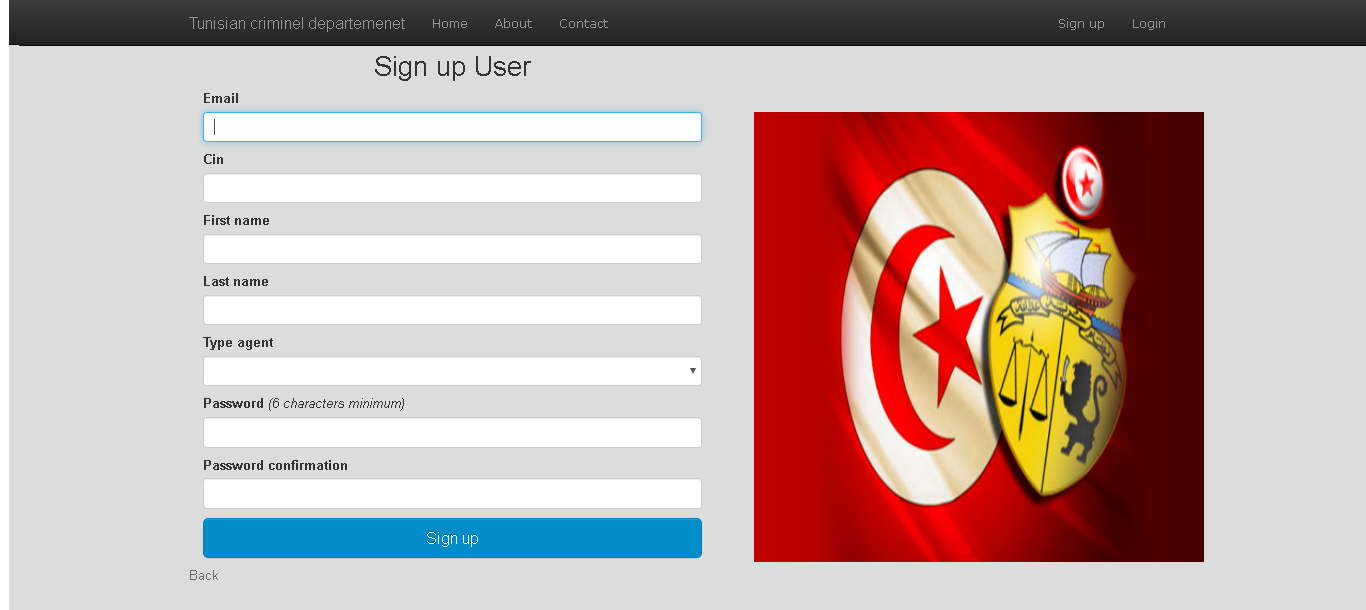 Tunisian criminel departemenet Home About Contact Sign up Login
Sign up User
Email
Cin
First name
Last name
Type agent
Password (6 characters minimum)
Password confirmation
Sign up
Back